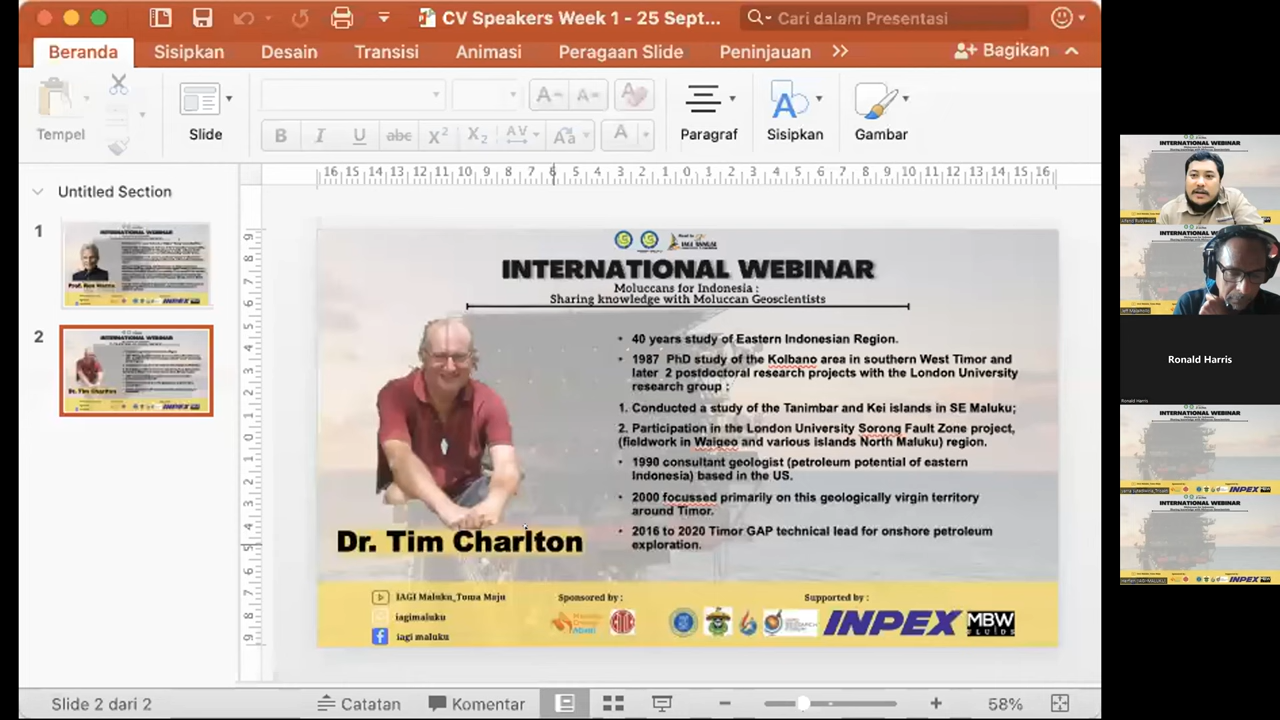 CV Speakers Week 1 - 25 Sept...
Cari dalam Presentasi
Beranda
Sisipkan
Desain
Transisi
Animasi
Peragaan Slide
Peninjauan
Bagikan
Tempel
Slide
Paragraf
Sisipkan
Gambar
Untitled Section
1
2
INTERNATIONAL WEBINAR
Moluccans for Indonesia :
Sharing knowledge with Moluccan Geoscientists
• 40 years study of Eastern Indonesian Region.
• 1987 PhD study of the Kolbano area in southern West Timor and
later 2 postdoctoral research projects with the London University
research group :
1. Conducted a study of the Tanimbar and Kei islands in SE Maluku;
2. Participation in the London University Sorong Fault Zone project,
(fieldwork in Waigeo and various islands North Maluku) region.
• 1990 consultant geologist (petroleum potential of eastern
Indonesia) based in the US.
• 2000 focussed primarily on this geologically virgin territory
around Timor.
• 2016 to 2020 Timor GAP technical lead for onshore petroleum
exploration.
Dr. Tim Charlton
IAGI Maluku_Toma Maju
iagimaluku
iagi maluku
Sponsored by :
Supported by :
INPEX
MBW
FLUIDS
Slide 2 dari 2
Catatan
Komentar
58%
INTERNATIONAL WEBINAR
Ronald Harris
Ronald Harris
INTERNATIONAL WEBINAR
INPEX
INTERNATIONAL WEBINAR
INPEX